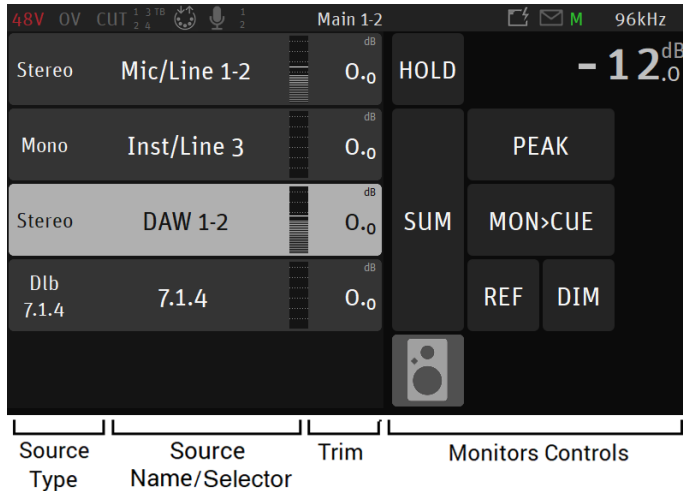 48V OV CUT 1 3 TB 2 4 1 2 Main 1-2 M 96kHz
Stereo Mic/Line 1-2 dB 0.0 HOLD -12.0 dB
Mono Inst/Line 3 dB 0.0 PEAK
Stereo DAW 1-2 dB 0.0 SUM MON>CUE
Dlb 7.1.4 7.1.4 dB 0.0 REF DIM
Source Type Source Name/Selector Trim Monitors Controls